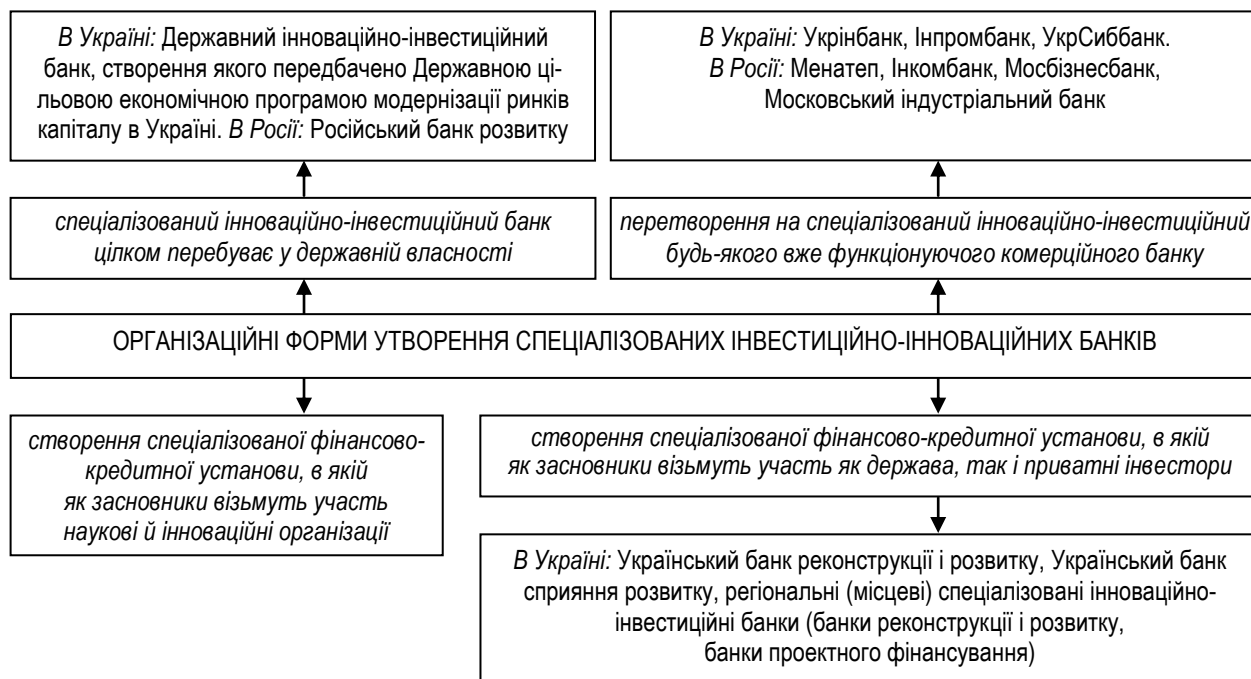 В Україні: Державний інноваційно-інвестиційний
банк, створення якого передбачено Державною ці-
льовою економічною програмою модернізації ринків
капіталу в Україні. В Росії: Російський банк розвитку
В Україні: Укрінбанк, Інпромбанк, УкрСиббанк.
В Росії: Менатеп, Інкомбанк, Мосбізнесбанк,
Московський індустріальний банк
спеціалізований інноваційно-інвестиційний банк
цілком перебуває у державній власності
перетворення на спеціалізований інноваційно-інвестиційний
будь-якого вже функціонуючого комерційного банку
ОРГАНІЗАЦІЙНІ ФОРМИ УТВОРЕННЯ СПЕЦІАЛІЗОВАНИХ ІНВЕСТИЦІЙНО-ІННОВАЦІЙНИХ БАНКІВ
створення спеціалізованої фінансово-
кредитної установи, в якій
як засновники візьмуть участь
наукові й інноваційні організації
створення спеціалізованої фінансово-кредитної установи, в якій
як засновники візьмуть участь як держава, так і приватні інвестори
В Україні: Український банк реконструкції і розвитку, Український банк
сприяння розвитку, регіональні (місцеві) спеціалізовані інноваційно-
інвестиційні банки (банки реконструкції і розвитку,
банки проектного фінансування)